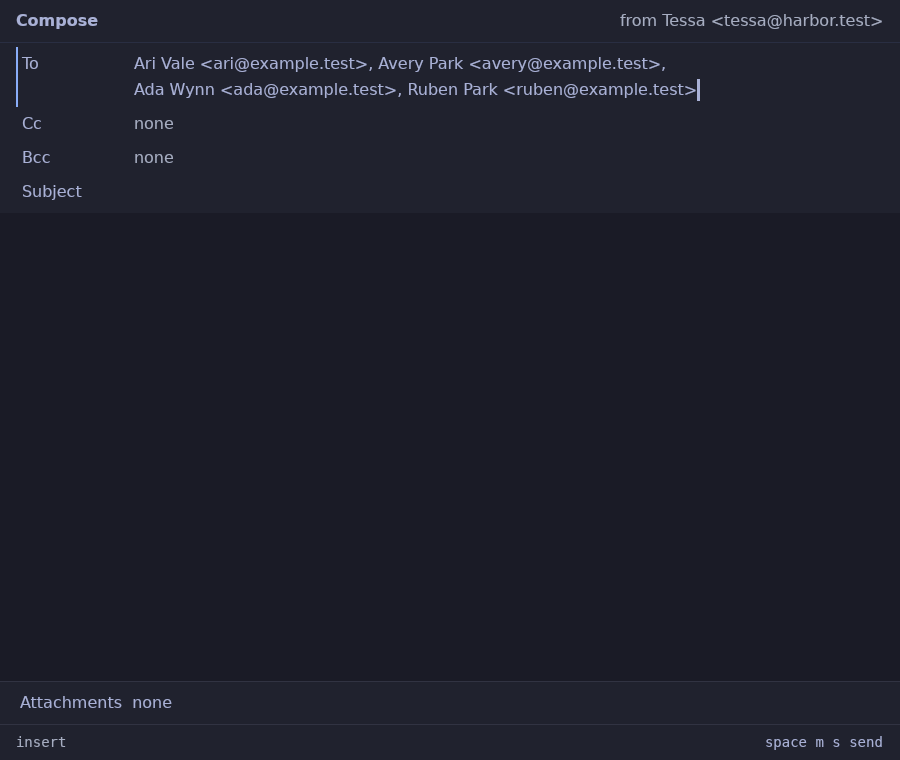 Compose
from Tessa <tessa@harbor.test>
To
Ari Vale <ari@example.test>, Avery Park <avery@example.test>,
Ada Wynn <ada@example.test>, Ruben Park <ruben@example.test>
Cc none
Bcc none
Subject
Attachments none
insert
space m s send